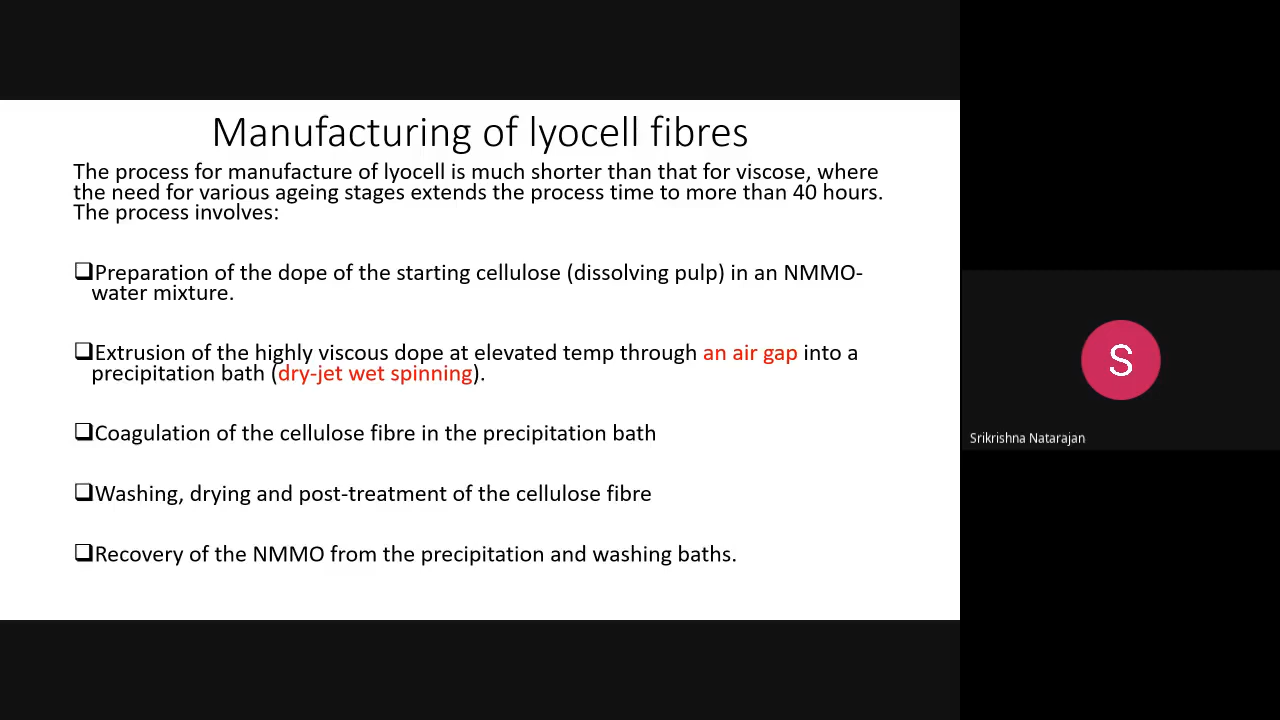 Manufacturing of lyocell fibres
The process for manufacture of lyocell is much shorter than that for viscose, where
the need for various ageing stages extends the process time to more than 40 hours.
The process involves:
❑Preparation of the dope of the starting cellulose (dissolving pulp) in an NMMO-
water mixture.
❑Extrusion of the highly viscous dope at elevated temp through an air gap into a
precipitation bath (dry-jet wet spinning).
❑Coagulation of the cellulose fibre in the precipitation bath
❑Washing, drying and post-treatment of the cellulose fibre
❑Recovery of the NMMO from the precipitation and washing baths.
S
Srikrishna Natarajan